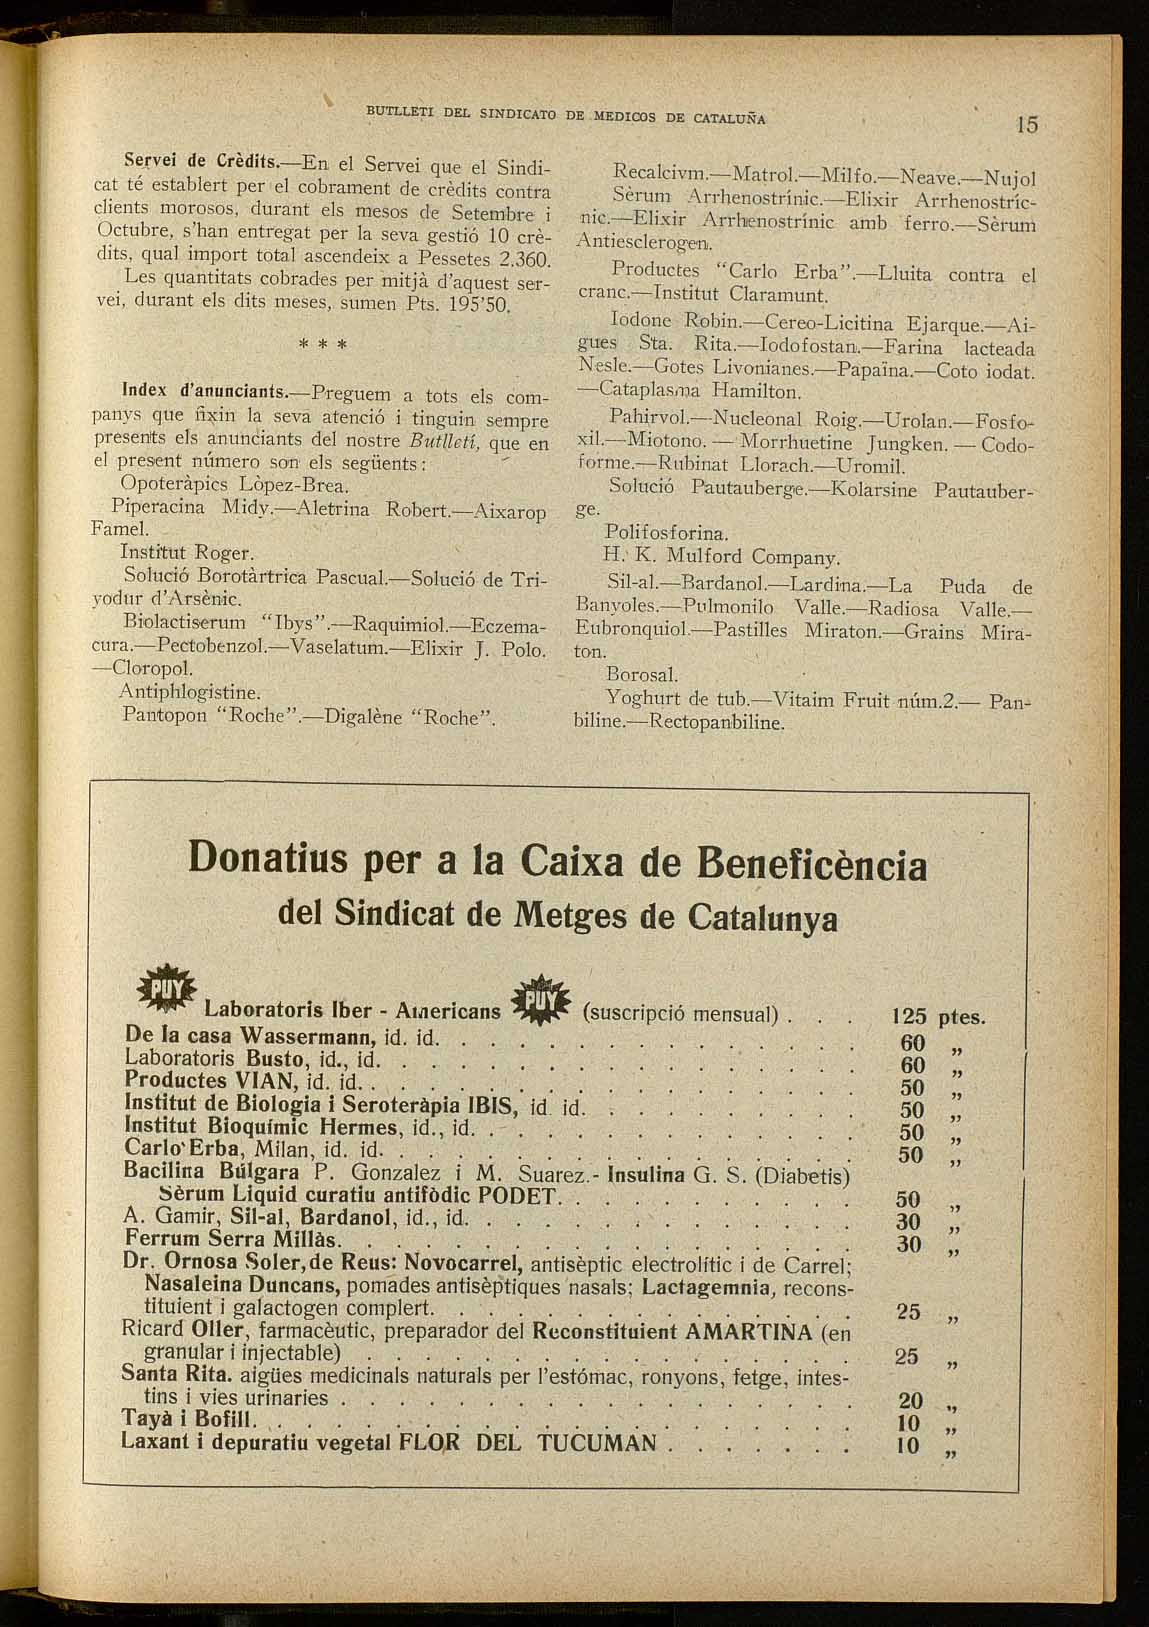 BUTLLETI DEL SINDICATO DE MEDICOS DE CATALUÑA
15
Servei de Crèdits.—En el Servei que el Sindi-
cat té establert per el cobrament de crèdits contra
clients morosos, durant els mesos de Setembre i
Octubre, s'han entregat per la seva gestió 10 crè-
dits, qual import total ascendeix a Pessetes 2.360.
Les quantitats cobrades per mitjà d'aquest ser-
vei, durant els dits meses, sumen Pts. 195'50.
* * *
Index d'anunciants.—Preguem a tots els com-
panys que fixin la seva atenció i tinguin sempre
presents els anunciants del nostre Butlletí, que en
el present número son els següents:
Opoteràpics Lòpez-Brea.
Piperacina Midy.—Aletrina Robert.—Aixarop
Famel.
Institut Roger.
Solució Borotàrtrica Pascual.—Solució de Tri-
yodur d'Arsènic.
Biolactiserum "Ibys".—Raquimiol.—Eczema-
cura.—Pectobenzol.—Vaselatum.—Elixir J. Polo.
—Cloropol.
Antiphlogistine.
Pantopon "Roche".—Digalène "Roche".
Recalcivm.—Matrol.—Milfo.—Neave.—Nujol
Sèrum Arrhenostrínic.—Elixir Arrhenostríc-
nic.—Elixir Arrhenostrínic amb ferro.—Sèrum
Antiesclerogen.
Productes "Carlo Erba".—Lluita contra el
cranc.—Institut Claramunt.
Iodone Robin.—Cereo-Licitina Ejarque.—Ai-
gues Sta. Rita.—Iodofostan.—Farina lacteada
Nesle.—Gotes Livonianes.—Papaïna.—Coto iodat.
—Cataplasma Hamilton.
Pahirvol.—Nucleonal Roig.—Urolan.—Fosfo-
xil.—Miotono.—Morrhuetine Jungken.—Codo-
forme.—Rubinat Llorach.—Uromil.
Solució Pautauberge.—Kolarsine Pautauber-
ge.
Polifosforina.
H. K. Mulford Company.
Sil-al.—Bardanol.—Lardina.—La Puda de
Banyoles.—Pulmonilo Valle.—Radiosa Valle.—
Eubronquiol.—Pastilles Miraton.—Grains Mira-
ton.
Borosal.
Yoghurt de tub.—Vitaim Fruit núm.2.—Pan-
biline.—Rectopanbiline.
Donatius per a la Caixa de Beneficència
del Sindicat de Metges de Catalunya
PUY Laboratoris Iber - Americans PUY (suscripció mensual) . . . 125 ptes.
De la casa Wassermann, id. id. . . . . . . . . . . . . . . . 60 „
Laboratoris Busto, id., id. . . . . . . . . . . . . . . . . . 60 „
Productes VIAN, id. id. . . . . . . . . . . . . . . . . . . 50 „
Institut de Biologia i Seroteràpia IBIS, id id. . . . . . . . . . . 50 „
Institut Bioquímic Hermes, id., id. . . . . . . . . . . . . . . 50 „
Carlo Erba, Milan, id. id. . . . . . . . . . . . . . . . . . 50 „
Bacilina Búlgara P. Gonzalez i M. Suarez.-Insulina G. S. (Diabetis)
Sèrum Liquid curatiu antifòdic PODET. . . . . . . . . . . . 50 „
A. Gamir, Sil-al, Bardanol, id., id. . . . . . . . . . . . . . . 30 „
Ferrum Serra Millàs. . . . . . . . . . . . . . . . . . . . 30 „
Dr. Ornosa Soler, de Reus: Novocarrel, antisèptic electrolític i de Carrel;
Nasaleina Duncans, pomades antisèptiques nasals; Lactagemnia, recons-
tituient i galactogen complert. . . . . . . . . . . . . . . . 25 „
Ricard Oller, farmacèutic, preparador del Reconstituient AMARTINA (en
granular i injectable) . . . . . . . . . . . . . . . . . . 25 „
Santa Rita. aigües medicinals naturals per l'estómac, ronyons, fetge, intes-
tins i vies urinaries . . . . . . . . . . . . . . . . . . . 20 „
Tayà i Bofill. . . . . . . . . . . . . . . . . . . . . . 10 „
Laxant i depuratiu vegetal FLOR DEL TUCUMAN . . . . . . . 10 „